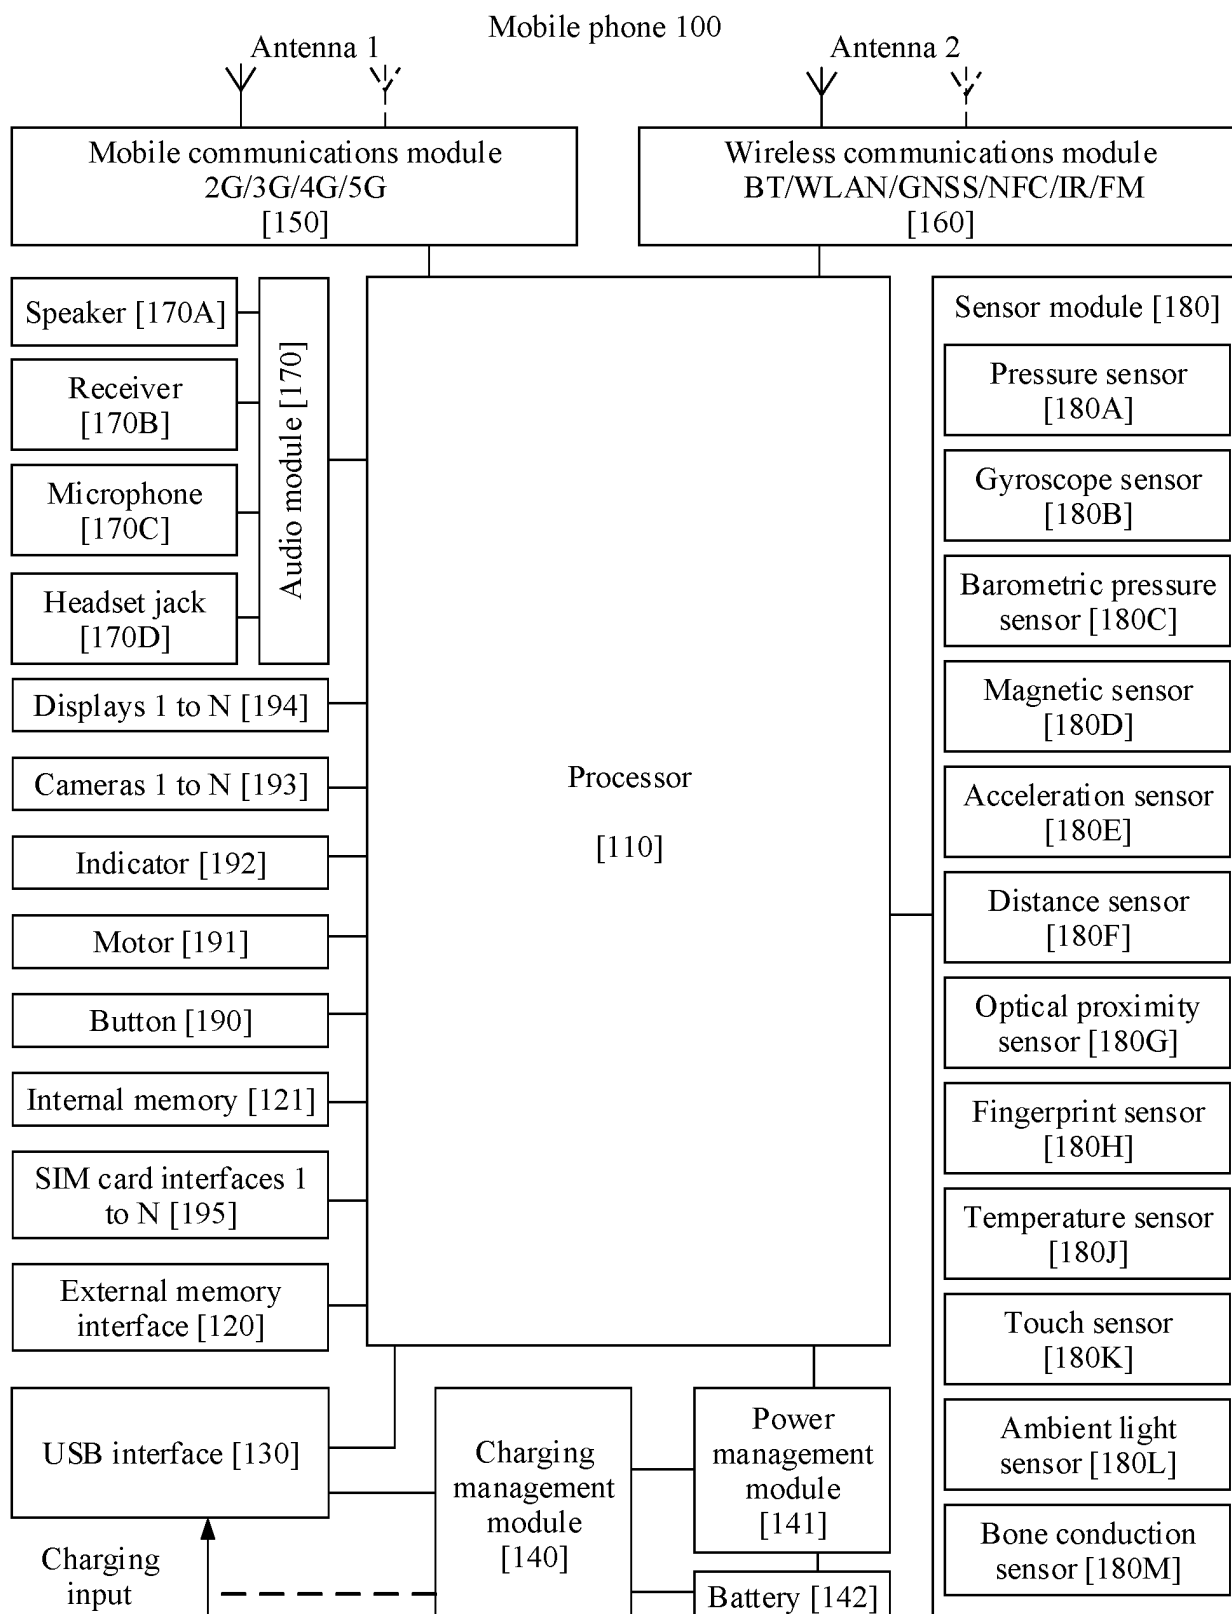 Mobile phone 100
Antenna 1
Antenna 2
Mobile communications module
2G/3G/4G/5G
[150]
Wireless communications module
BT/WLAN/GNSS/NFC/IR/FM
[160]
Speaker [170A]
Receiver
[170B]
Microphone
[170C]
Headset jack
[170D]
Audio module [170]
Displays 1 to N [194]
Cameras 1 to N [193]
Indicator [192]
Motor [191]
Button [190]
Internal memory [121]
SIM card interfaces 1
to N [195]
External memory
interface [120]
Processor
[110]
Sensor module [180]
Pressure sensor
[180A]
Gyroscope sensor
[180B]
Barometric pressure
sensor [180C]
Magnetic sensor
[180D]
Acceleration sensor
[180E]
Distance sensor
[180F]
Optical proximity
sensor [180G]
Fingerprint sensor
[180H]
Temperature sensor
[180J]
Touch sensor
[180K]
Ambient light
sensor [180L]
Bone conduction
sensor [180M]
USB interface [130]
Charging
management
module
[140]
Power
management
module
[141]
Battery [142]
Charging
input